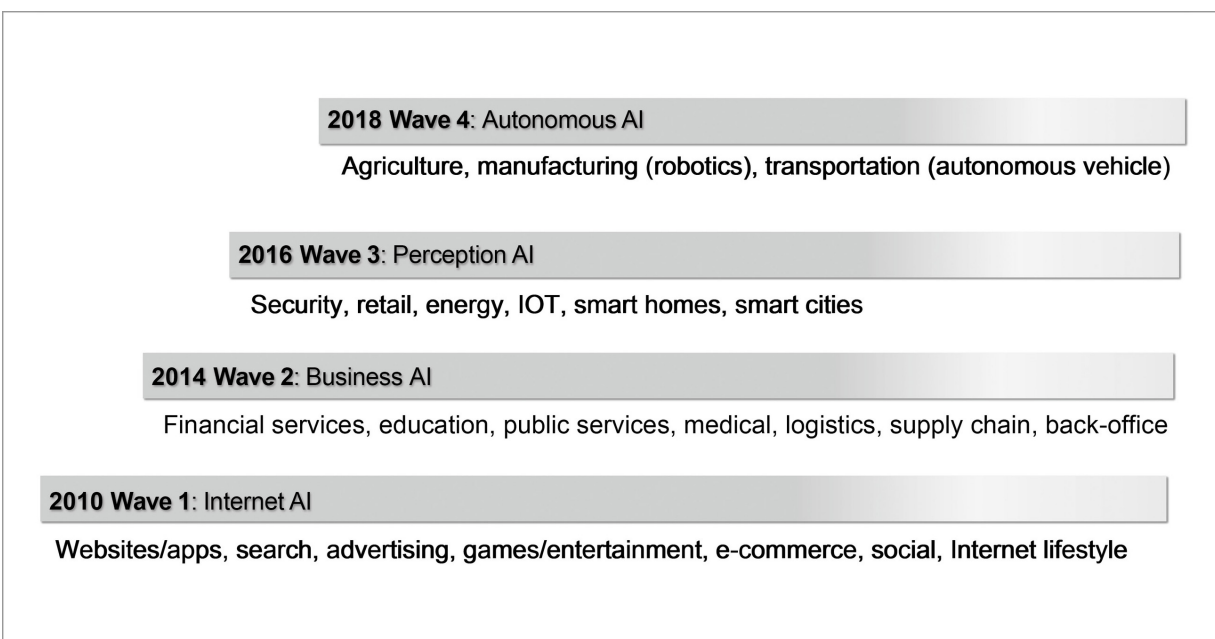 2018 Wave 4: Autonomous AI
Agriculture, manufacturing (robotics), transportation (autonomous vehicle)
2016 Wave 3: Perception AI
Security, retail, energy, IOT, smart homes, smart cities
2014 Wave 2: Business AI
Financial services, education, public services, medical, logistics, supply chain, back-office
2010 Wave 1: Internet AI
Websites/apps, search, advertising, games/entertainment, e-commerce, social, Internet lifestyle